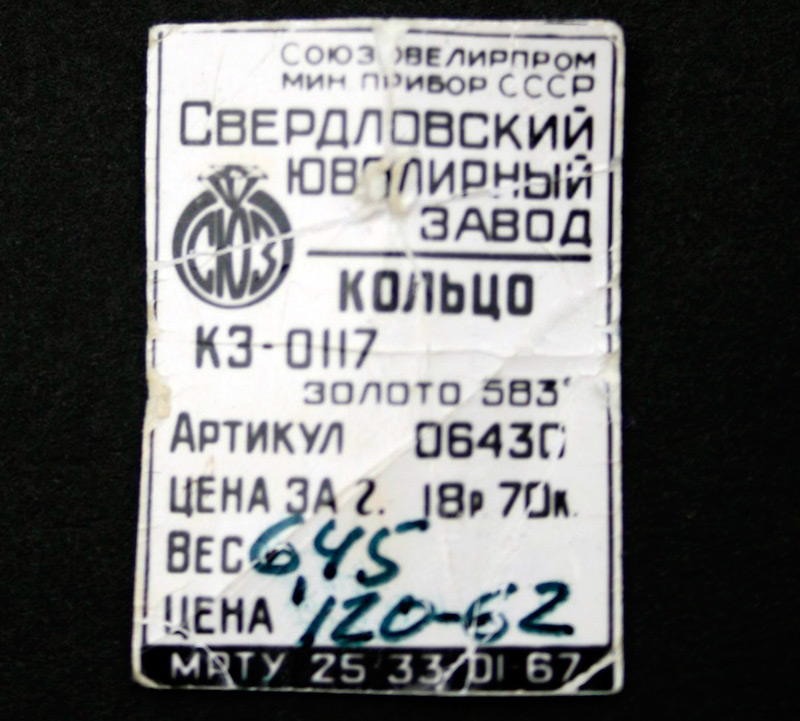 СОЮЗЮВЕЛИРПРОМ
МИН ПРИБОР СССР
СВЕРДЛОВСКИЙ
ЮВЕЛИРНЫЙ
ЗАВОД
СЮЗ
КОЛЬЦО
КЗ-0117
ЗОЛОТО 583°
АРТИКУЛ 06430
ЦЕНА ЗА г. 18р 70к.
ВЕС 6,45
ЦЕНА 120-62
МРТУ 25 33-01 67